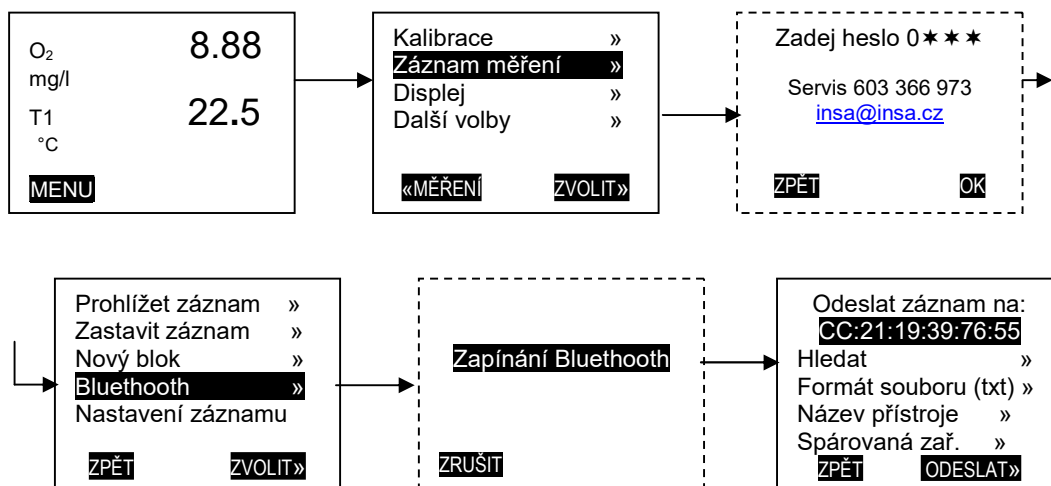 O₂ 8.88
mg/l
T1 22.5
°C
MENU
Kalibrace »
Záznam měření »
Displej »
Další volby »
«MĚŘENÍ ZVOLIT»
Zadej heslo 0✶✶✶
Servis 603 366 973
insa@insa.cz
ZPĚT OK
Prohlížet záznam »
Zastavit záznam »
Nový blok »
Bluethooth »
Nastavení záznamu
ZPĚT ZVOLIT»
Zapínání Bluethooth
ZRUŠIT
Odeslat záznam na:
CC:21:19:39:76:55
Hledat »
Formát souboru (txt) »
Název přístroje »
Spárovaná zař. »
ZPĚT ODESLAT»